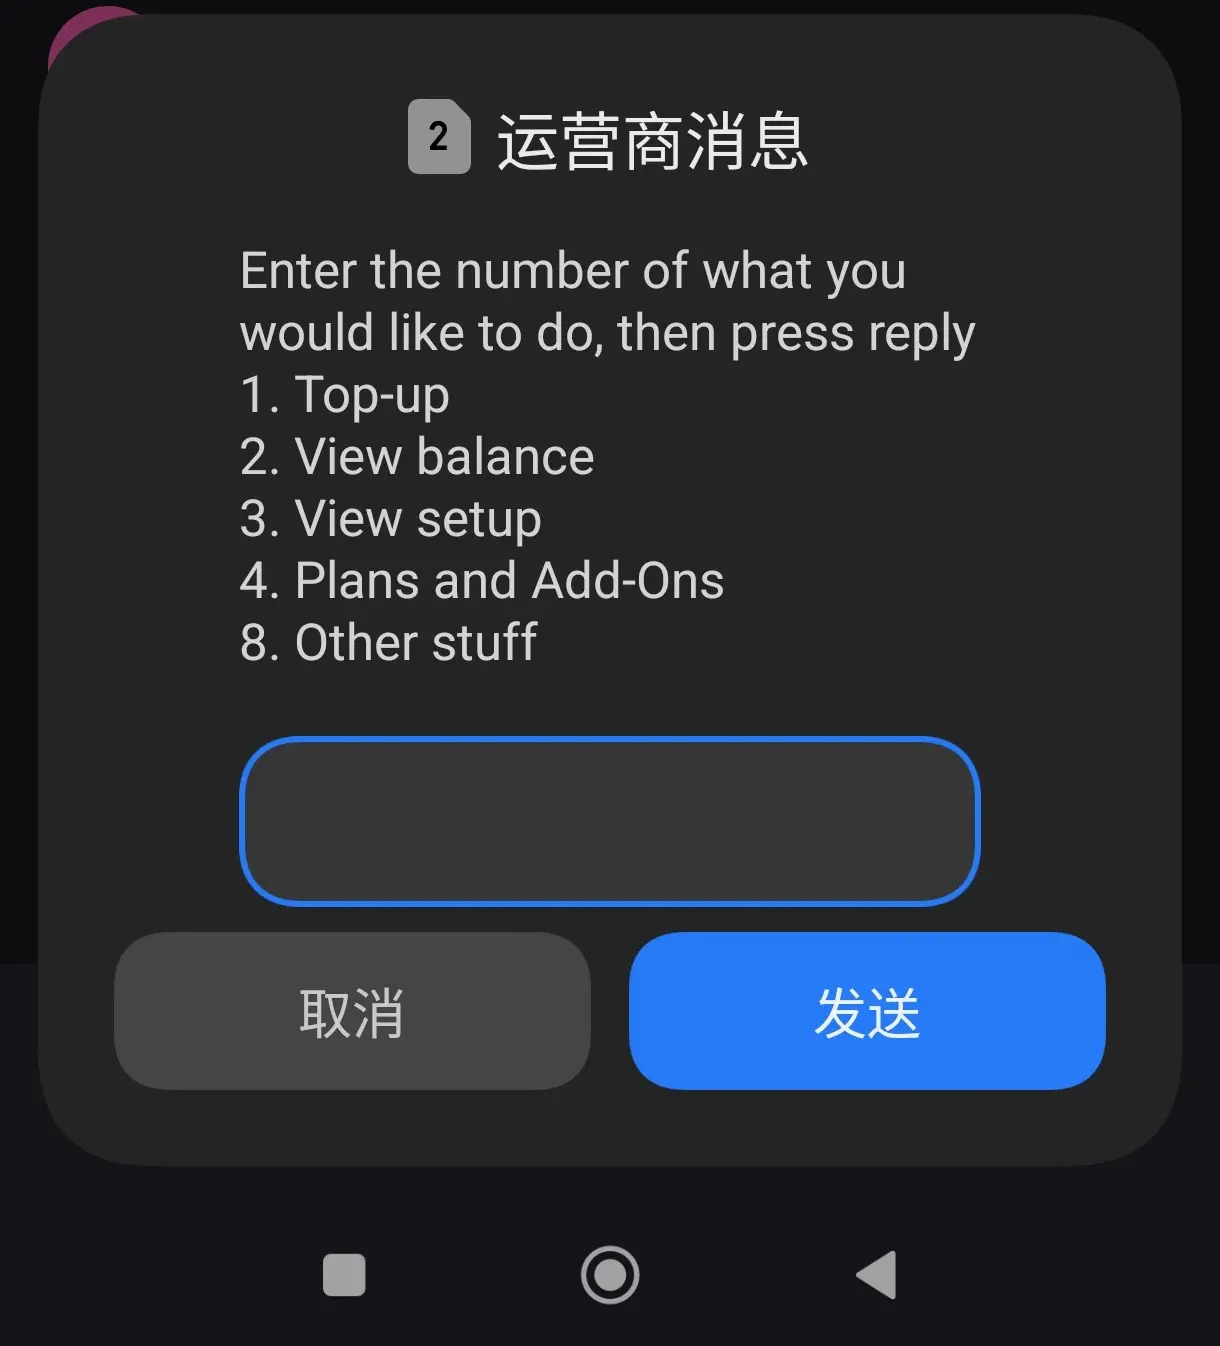 2 运营商消息
Enter the number of what you
would like to do, then press reply
1. Top-up
2. View balance
3. View setup
4. Plans and Add-Ons
8. Other stuff
取消 发送